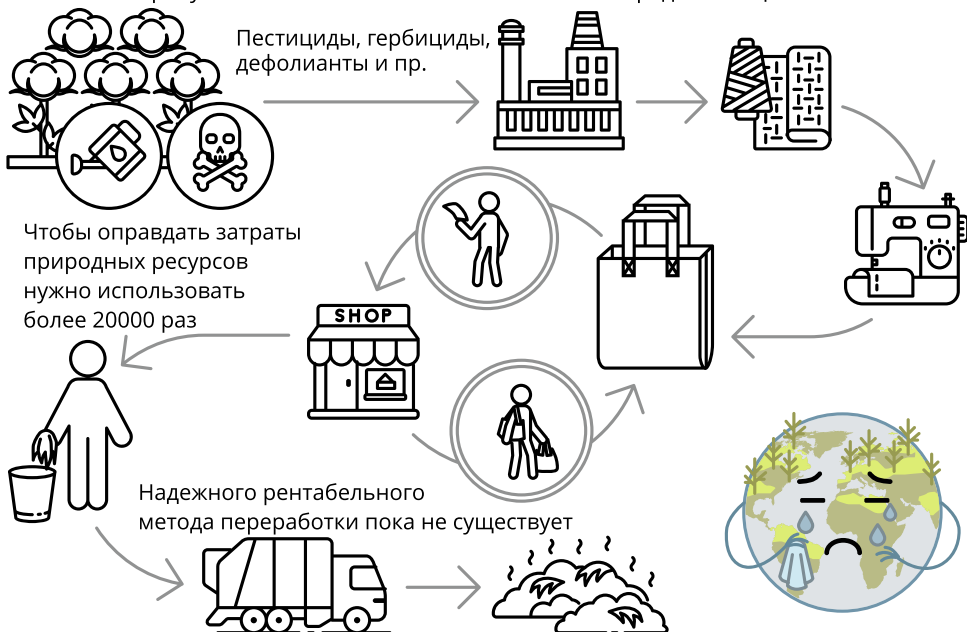 Пестициды, гербициды,
дефолианты и пр.
Чтобы оправдать затраты
природных ресурсов
нужно использовать
более 20000 раз
SHOP
Надежного рентабельного
метода переработки пока не существует